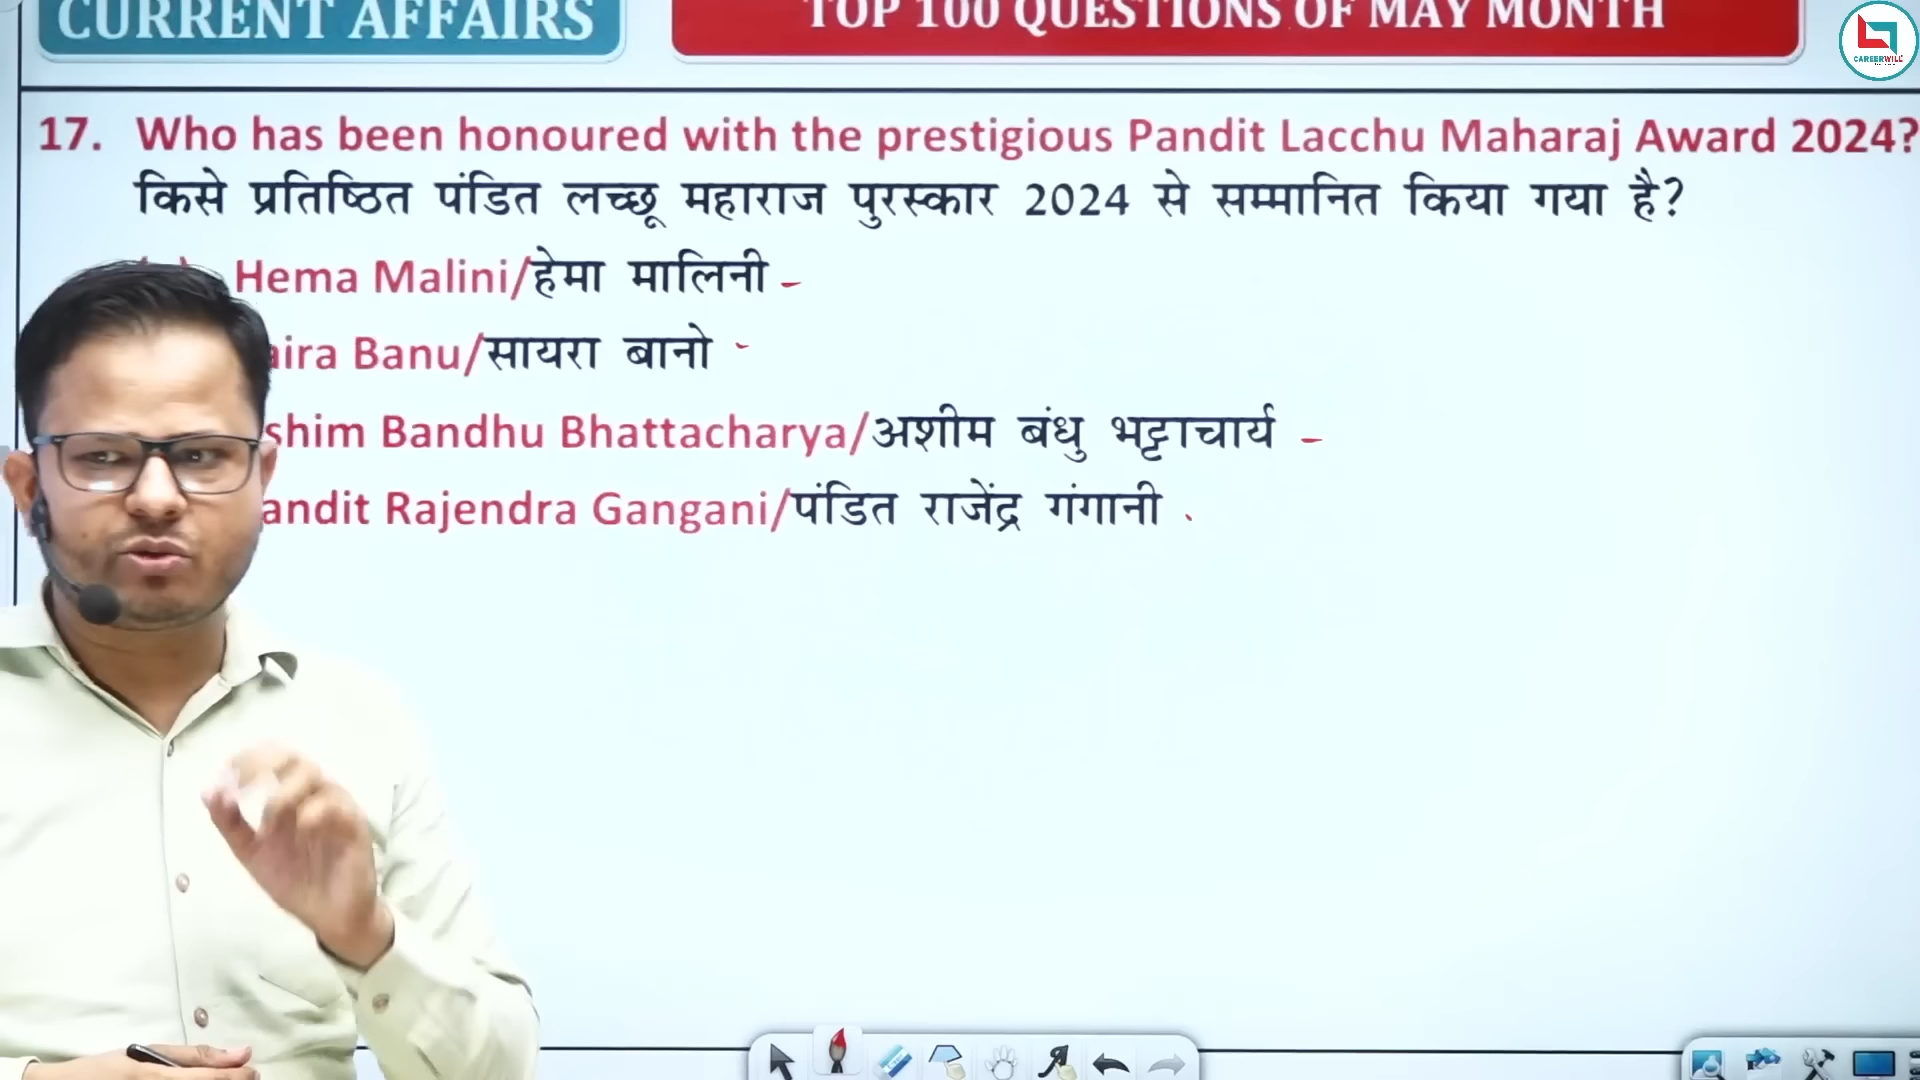 CURRENT AFFAIRS
TOP 100 QUESTIONS OF MAY MONTH
CAREERWILL
17. Who has been honoured with the prestigious Pandit Lacchu Maharaj Award 2024?
किसे प्रतिष्ठित पंडित लच्छू महाराज पुरस्कार 2024 से सम्मानित किया गया है?
Hema Malini/हेमा मालिनी
aira Banu/सायरा बानो
shim Bandhu Bhattacharya/अशीम बंधु भट्टाचार्य
andit Rajendra Gangani/पंडित राजेंद्र गंगानी